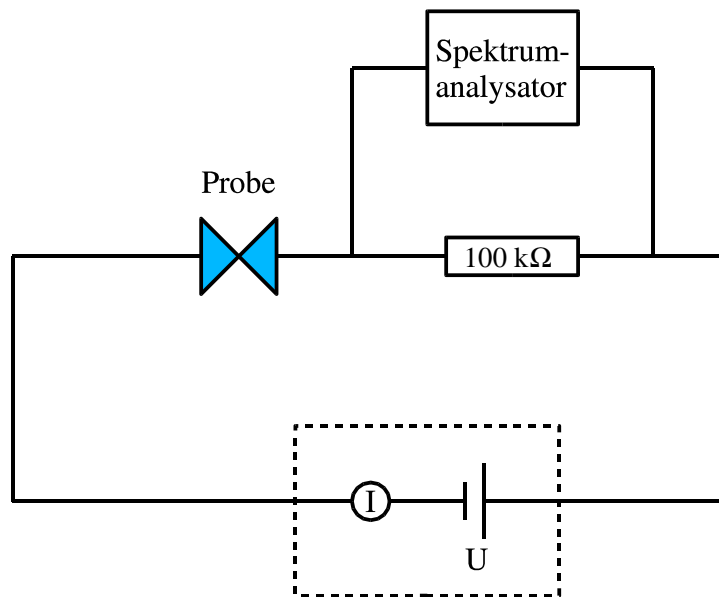 Spektrum-
analysator
Probe
100 kΩ
I
U